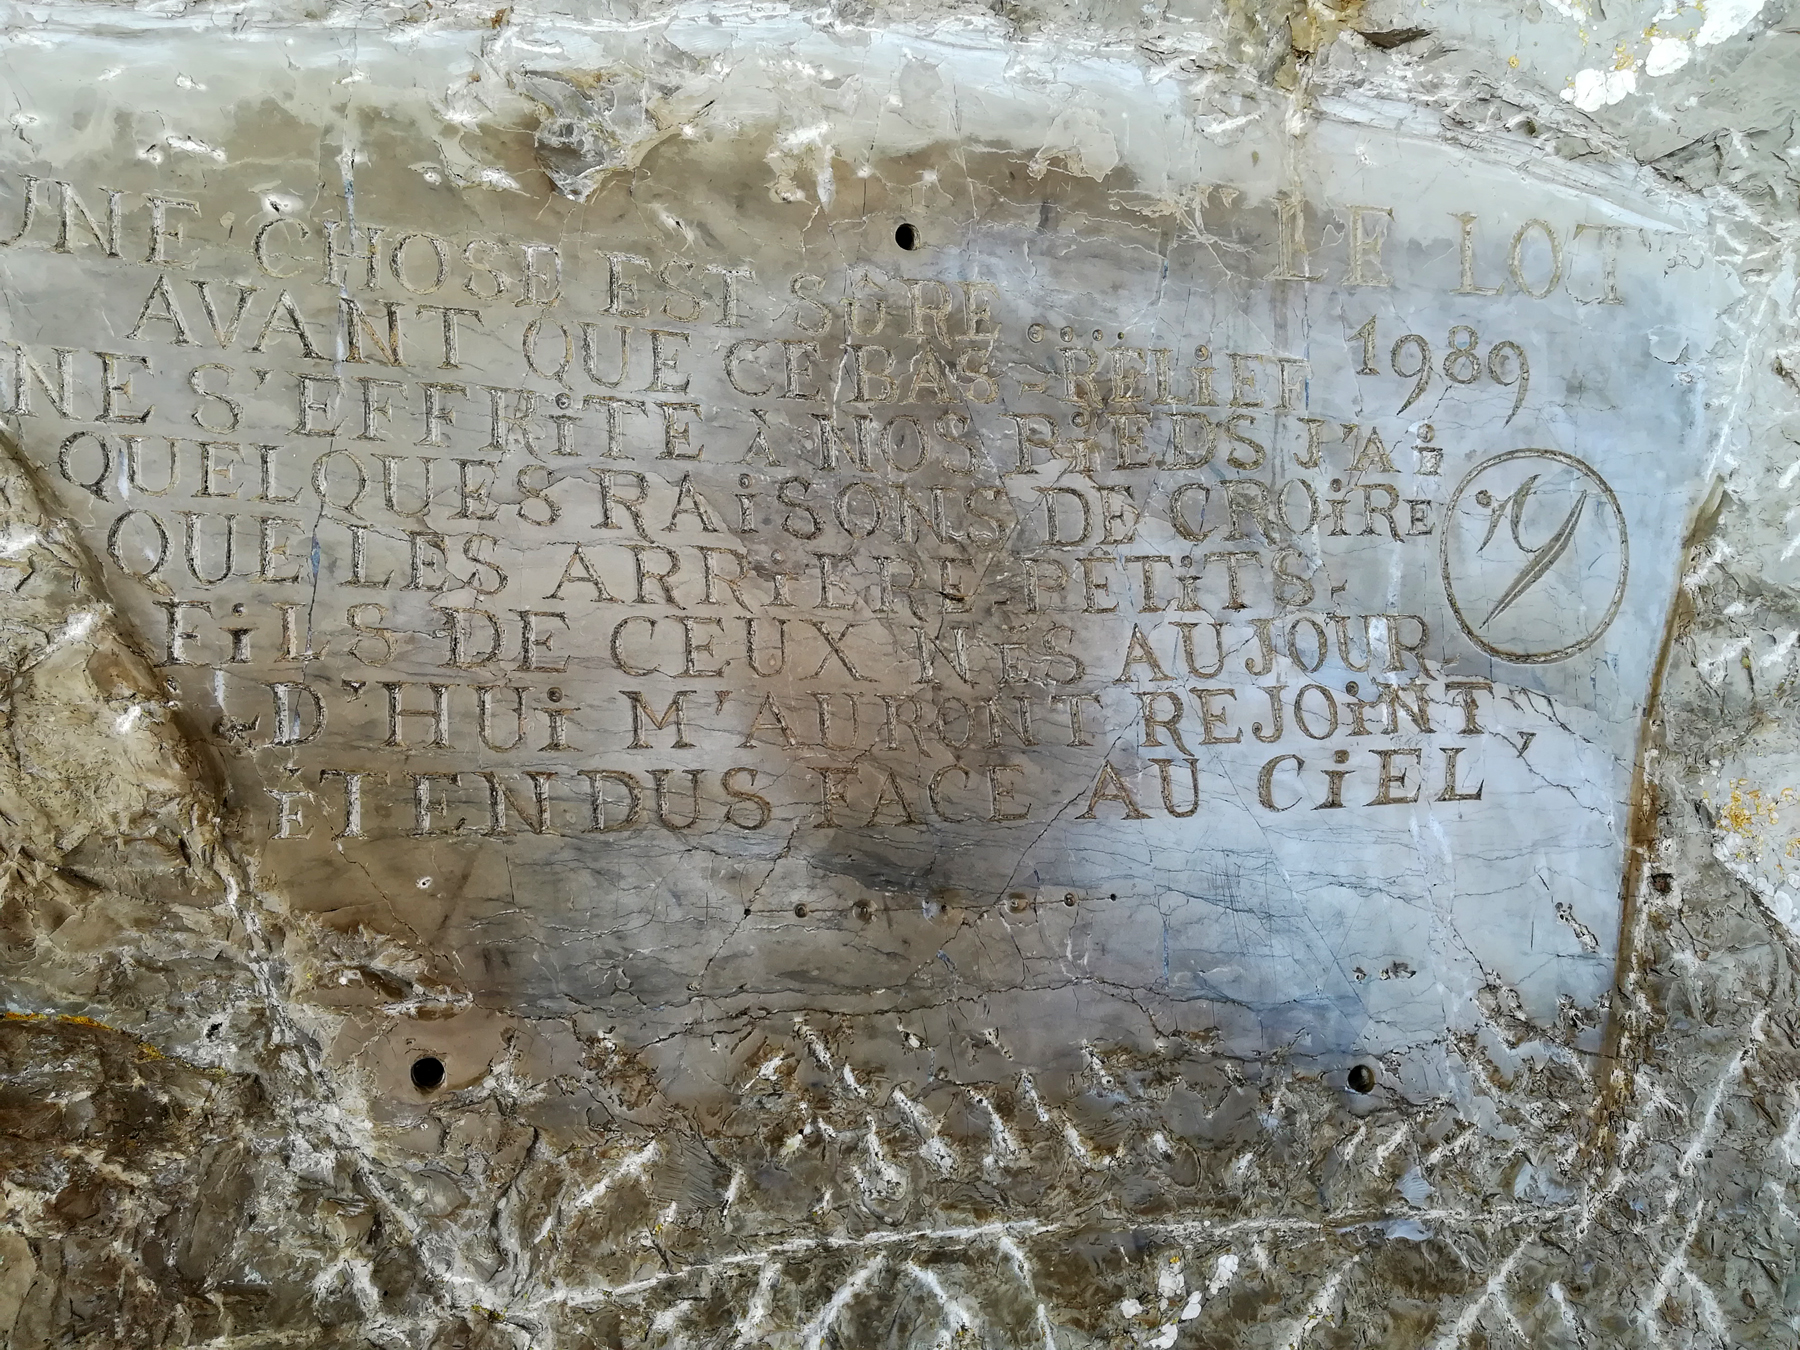 UNE CHOSE EST SÛRE ....
AVANT QUE CE BAS-RELiEF
NE S'EFFRiTE À NOS PiEDS J'Ai
QUELQUES RAiSONS DE CROiRE
QUE LES ARRiÈRE-PETiTS-
FiLS DE CEUX NÉS AUJOUR-
D'HUi M'AURONT REJOiNT,
ÉTENDUS FACE AU CiEL
LE LOT
1989